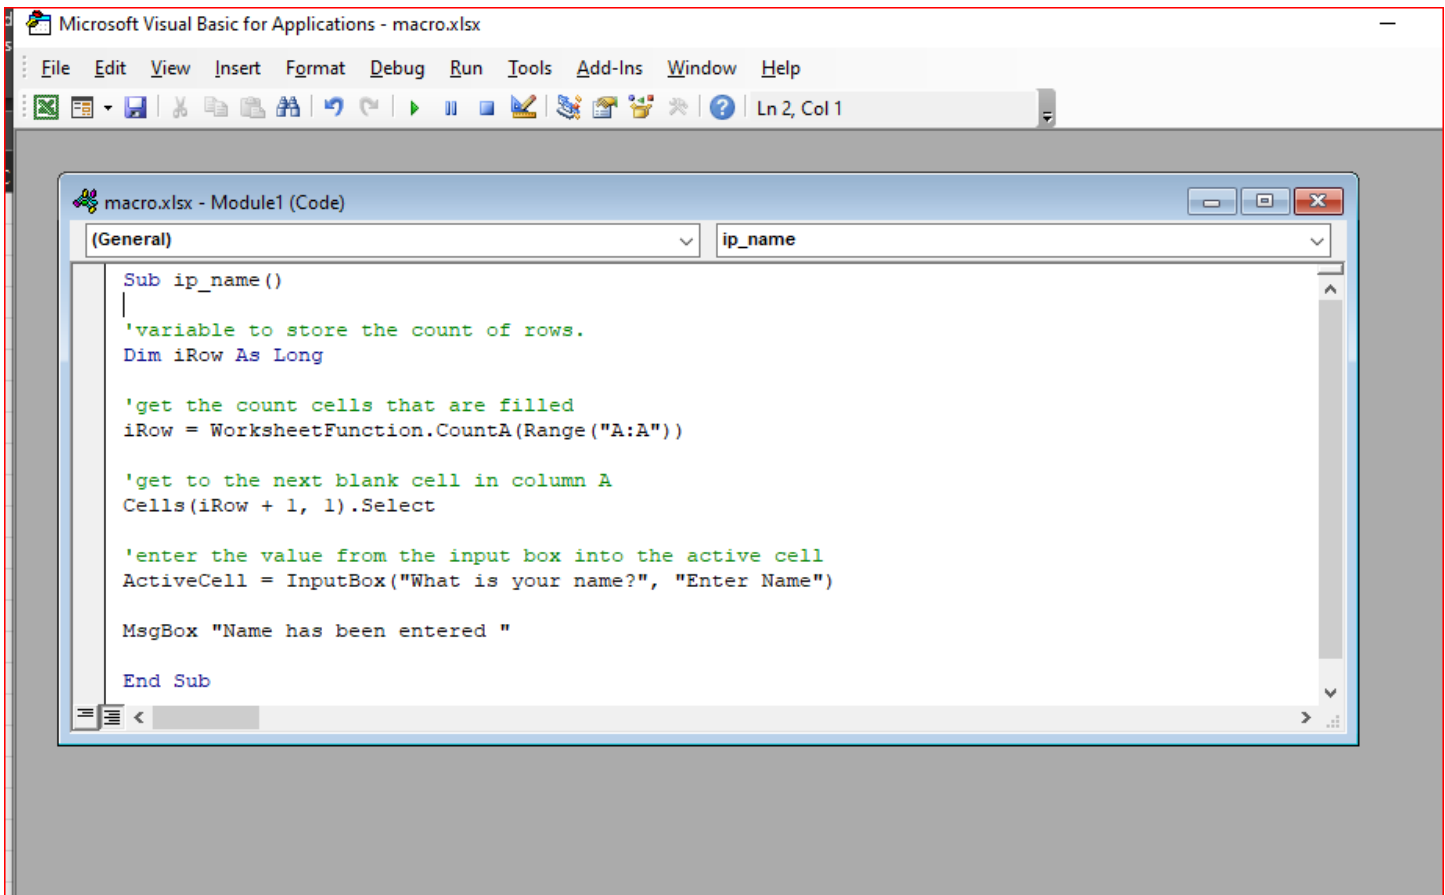 Microsoft Visual Basic for Applications - macro.xlsx
File Edit View Insert Format Debug Run Tools Add-Ins Window Help
Ln 2, Col 1
macro.xlsx - Module1 (Code)
(General) ip_name
Sub ip_name()
'variable to store the count of rows.
Dim iRow As Long
'get the count cells that are filled
iRow = WorksheetFunction.CountA(Range("A:A"))
'get to the next blank cell in column A
Cells(iRow + 1, 1).Select
'enter the value from the input box into the active cell
ActiveCell = InputBox("What is your name?", "Enter Name")
MsgBox "Name has been entered "
End Sub